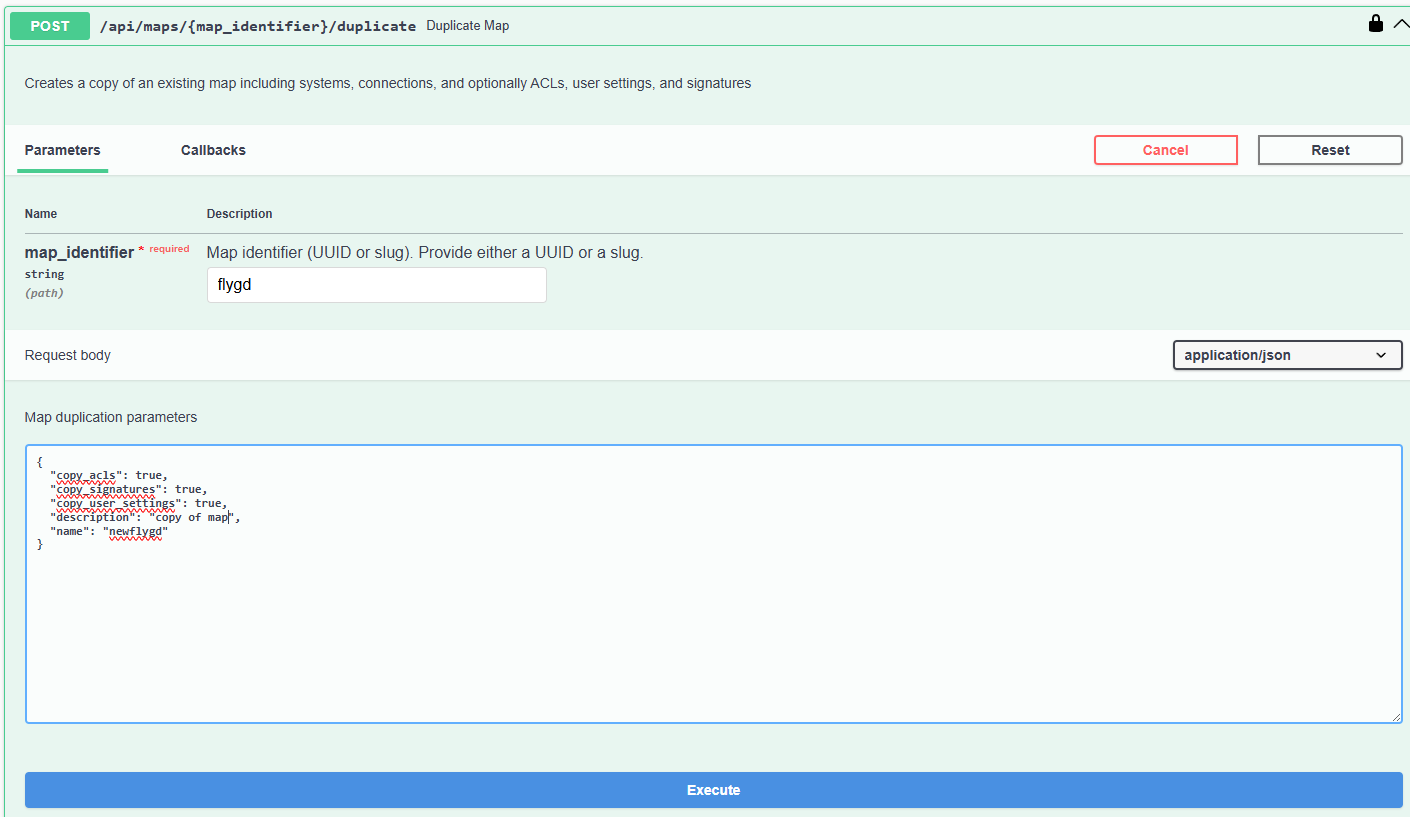 POST /api/maps/{map_identifier}/duplicate Duplicate Map
Creates a copy of an existing map including systems, connections, and optionally ACLs, user settings, and signatures
Parameters Callbacks Cancel Reset
Name Description
map_identifier * required Map identifier (UUID or slug). Provide either a UUID or a slug.
string
(path)
flygd
Request body application/json
Map duplication parameters
{
"copy_acls": true,
"copy_signatures": true,
"copy_user_settings": true,
"description": "copy of map",
"name": "newflygd"
}
Execute